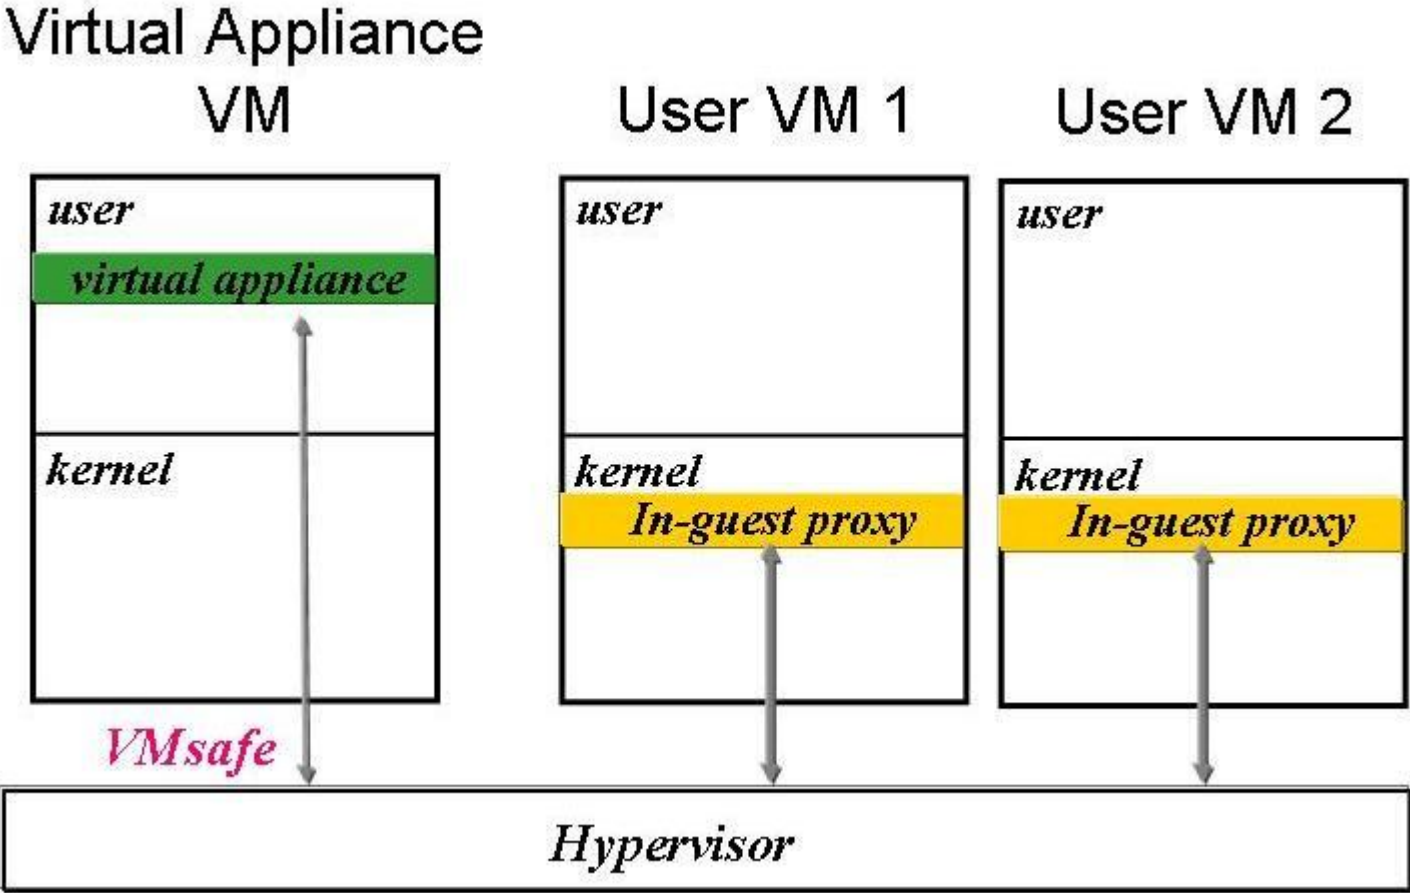 Virtual Appliance
VM
User VM 1
User VM 2
user
virtual appliance
kernel
user
kernel
In-guest proxy
user
kernel
In-guest proxy
VMsafe
Hypervisor